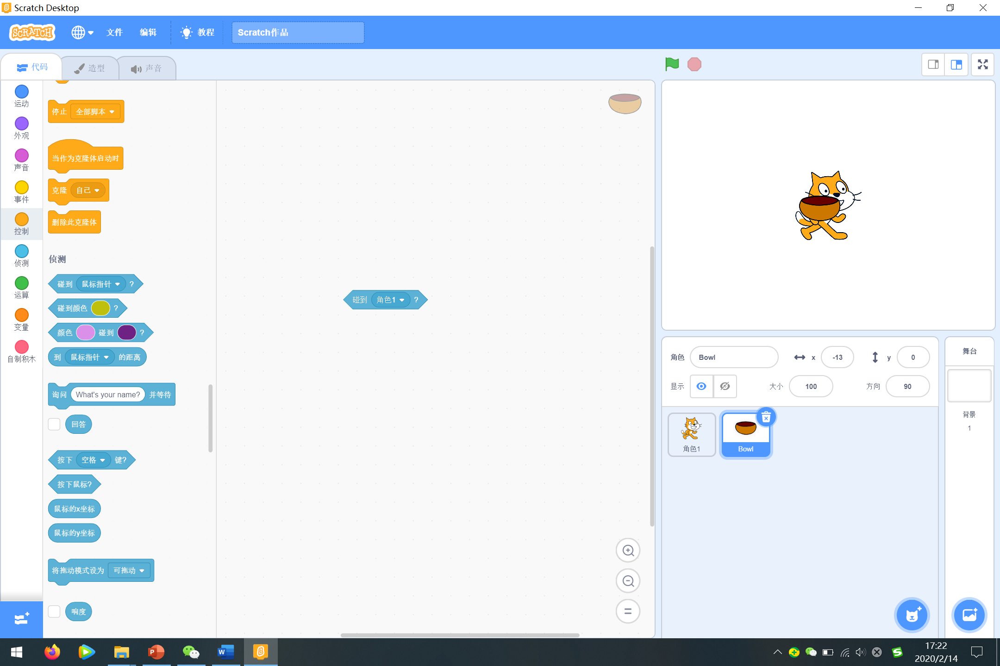 Scratch Desktop
SCRATCH 文件 编辑 教程 Scratch作品
代码 造型 声音
运动
外观
声音
事件
控制
侦测
运算
变量
自制积木
停止 全部脚本
当作为克隆体启动时
克隆 自己
删除此克隆体
侦测
碰到 鼠标指针 ?
碰到颜色 ?
颜色 碰到 ?
到 鼠标指针 的距离
询问 What's your name? 并等待
回答
按下 空格 键?
按下鼠标?
鼠标的x坐标
鼠标的y坐标
将拖动模式设为 可拖动
响度
碰到 角色1 ?
角色 Bowl x -13 y 0
显示 大小 100 方向 90
角色1
Bowl
舞台
背景
1
17:22
2020/2/14